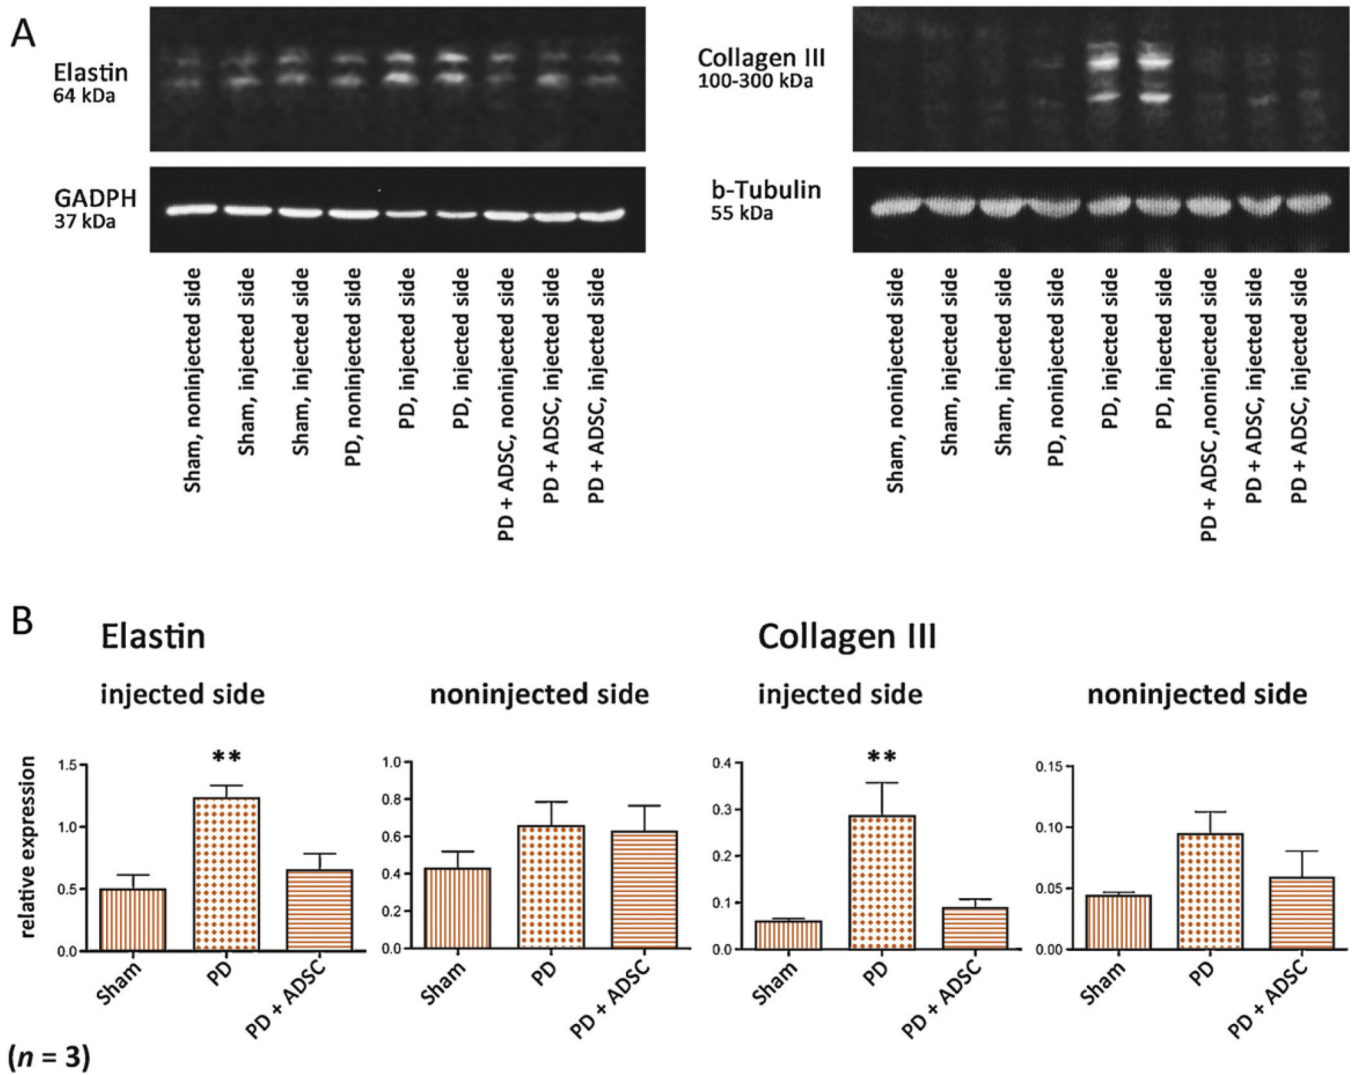 A
Elastin
64 kDa
GADPH
37 kDa
Collagen III
100-300 kDa
b-Tubulin
55 kDa
Sham, noninjected side
Sham, injected side
Sham, injected side
PD, noninjected side
PD, injected side
PD, injected side
PD + ADSC, noninjected side
PD + ADSC, injected side
PD + ADSC, injected side
Sham, noninjected side
Sham, injected side
Sham, injected side
PD, noninjected side
PD, injected side
PD, injected side
PD + ADSC ,noninjected side
PD + ADSC, injected side
PD + ADSC, injected side
B
Elastin
Collagen III
injected side
noninjected side
injected side
noninjected side
relative expression
1.5
1.0
0.5
0.0
**
Sham
PD
PD + ADSC
1.0
0.8
0.6
0.4
0.2
0.0
Sham
PD
PD + ADSC
0.4
0.3
0.2
0.1
0.0
**
Sham
PD
PD + ADSC
0.15
0.10
0.05
0.00
Sham
PD
PD + ADSC
(n = 3)